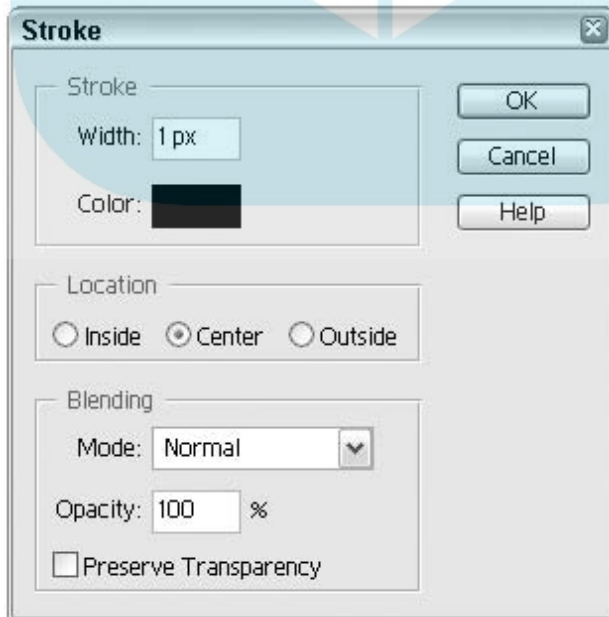 Stroke
Stroke
Width: 1 px
Color:
OK
Cancel
Help
Location
Inside Center Outside
Blending
Mode: Normal
Opacity: 100 %
Preserve Transparency